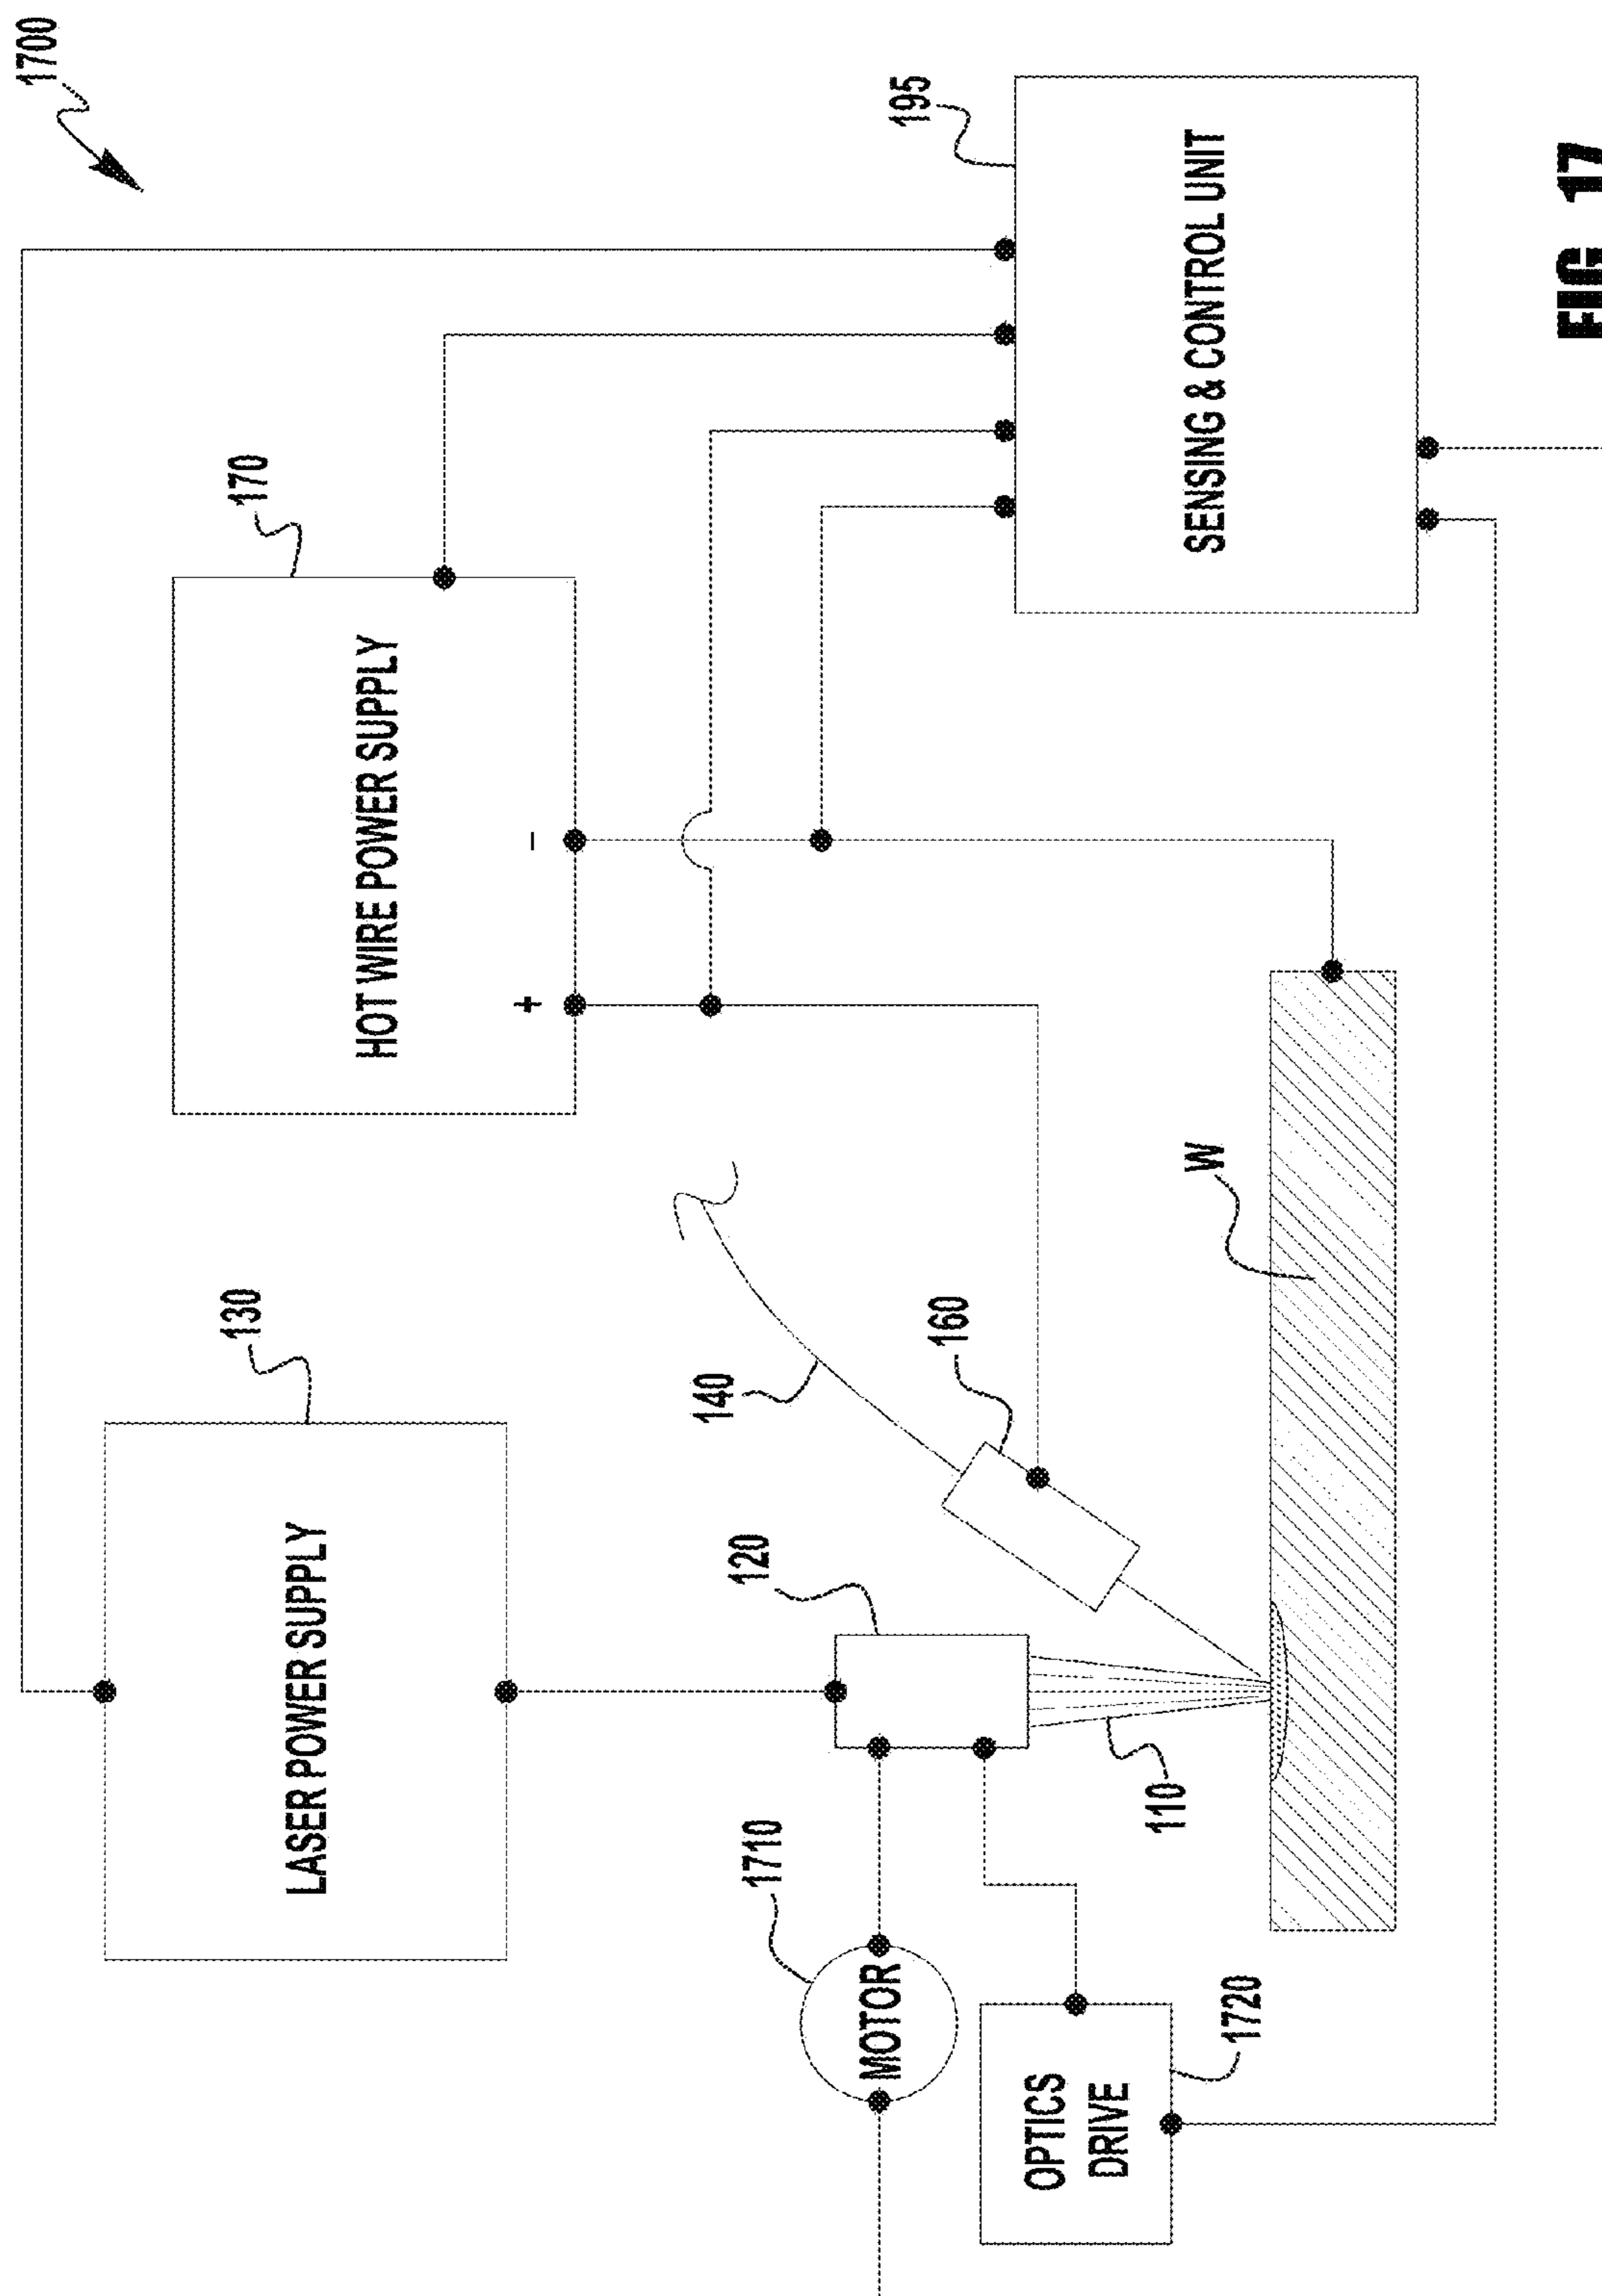 1700
130
LASER POWER SUPPLY
170
HOT WIRE POWER SUPPLY
+
−
140
120
160
1710
MOTOR
195
SENSING & CONTROL UNIT
OPTICS
DRIVE
1720
110
W
FIG. 17